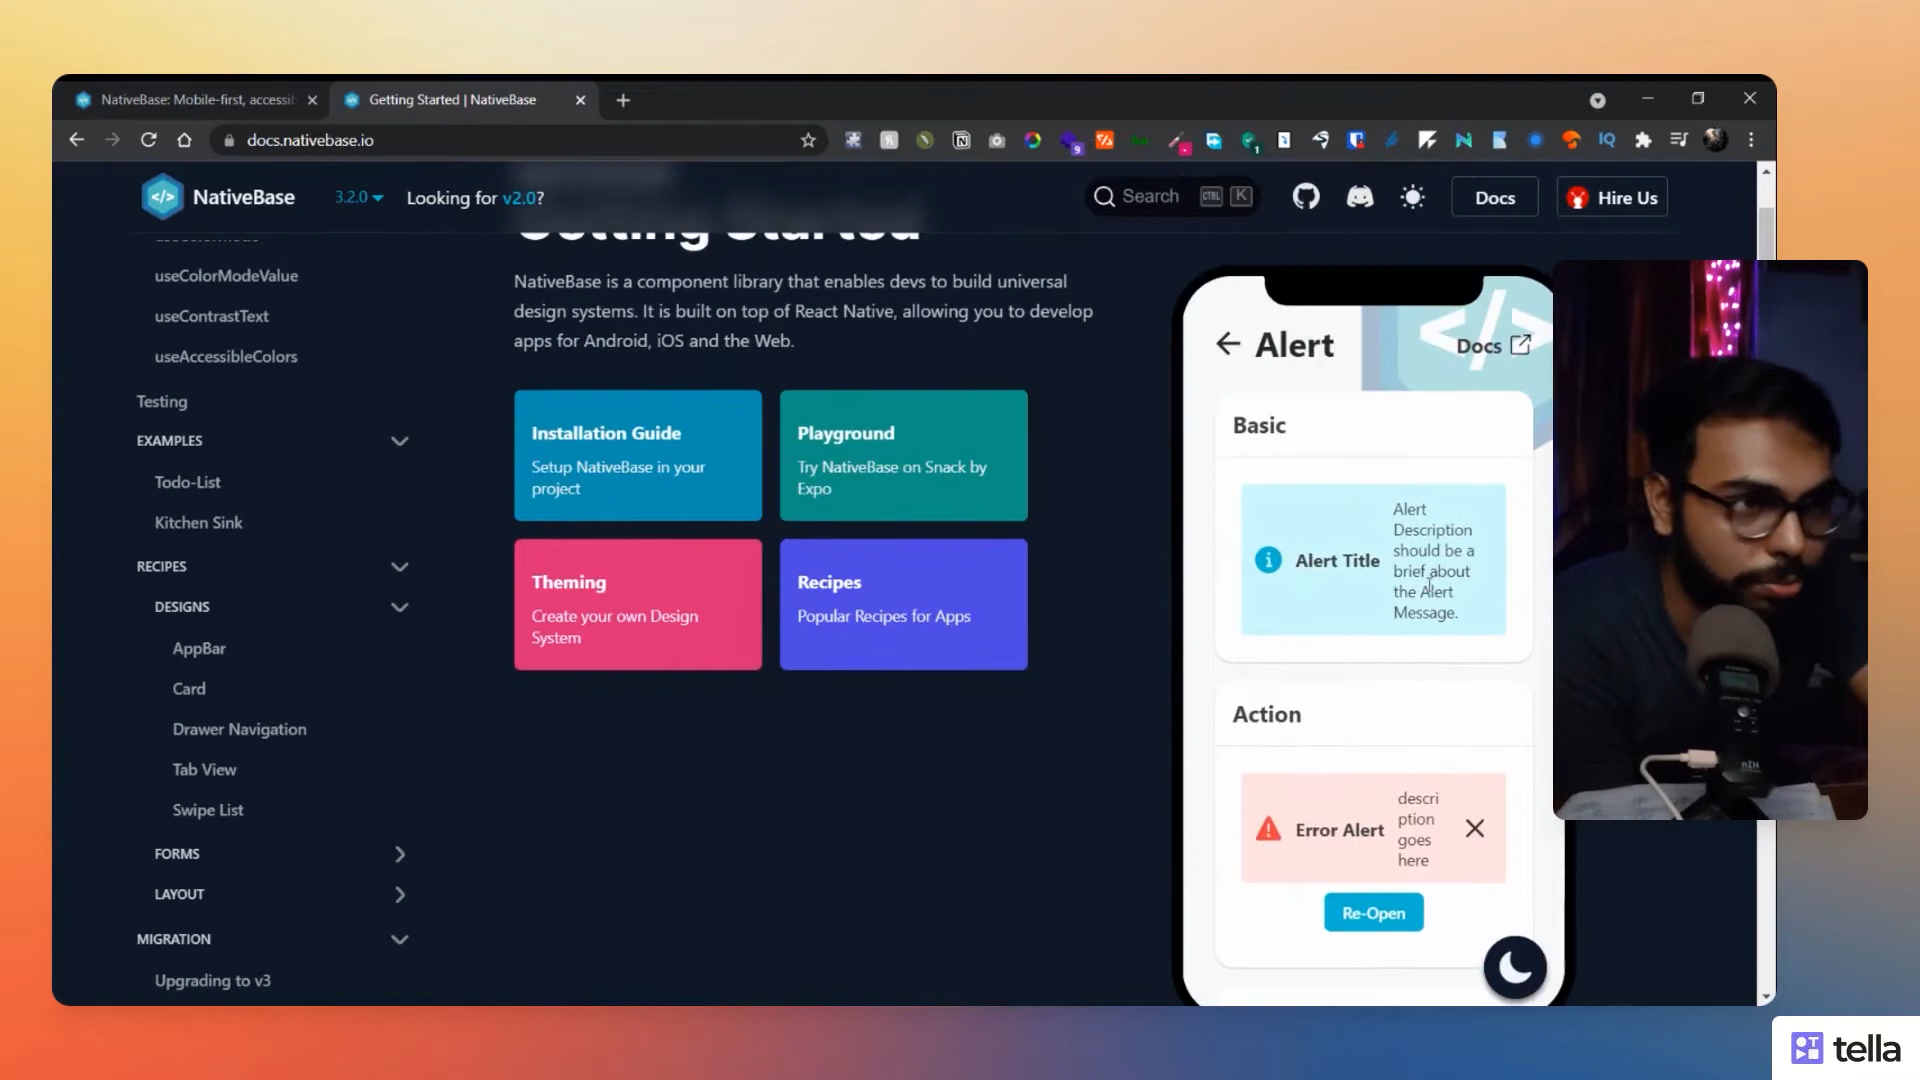 NativeBase: Mobile-first, accessib
Getting Started | NativeBase
docs.nativebase.io
9
1
IQ
NativeBase
3.2.0
Looking for v2.0?
Search
CTRL
K
Docs
Hire Us
Getting Started
useColorModeValue
useContrastText
useAccessibleColors
Testing
EXAMPLES
Todo-List
Kitchen Sink
RECIPES
DESIGNS
AppBar
Card
Drawer Navigation
Tab View
Swipe List
FORMS
LAYOUT
MIGRATION
Upgrading to v3
NativeBase is a component library that enables devs to build universal
design systems. It is built on top of React Native, allowing you to develop
apps for Android, iOS and the Web.
Installation Guide
Setup NativeBase in your
project
Playground
Try NativeBase on Snack by
Expo
Theming
Create your own Design
System
Recipes
Popular Recipes for Apps
Alert
Docs
Basic
Alert Title
Alert
Description
should be a
brief about
the Alert
Message.
Action
Error Alert
descri
ption
goes
here
Re-Open
tella